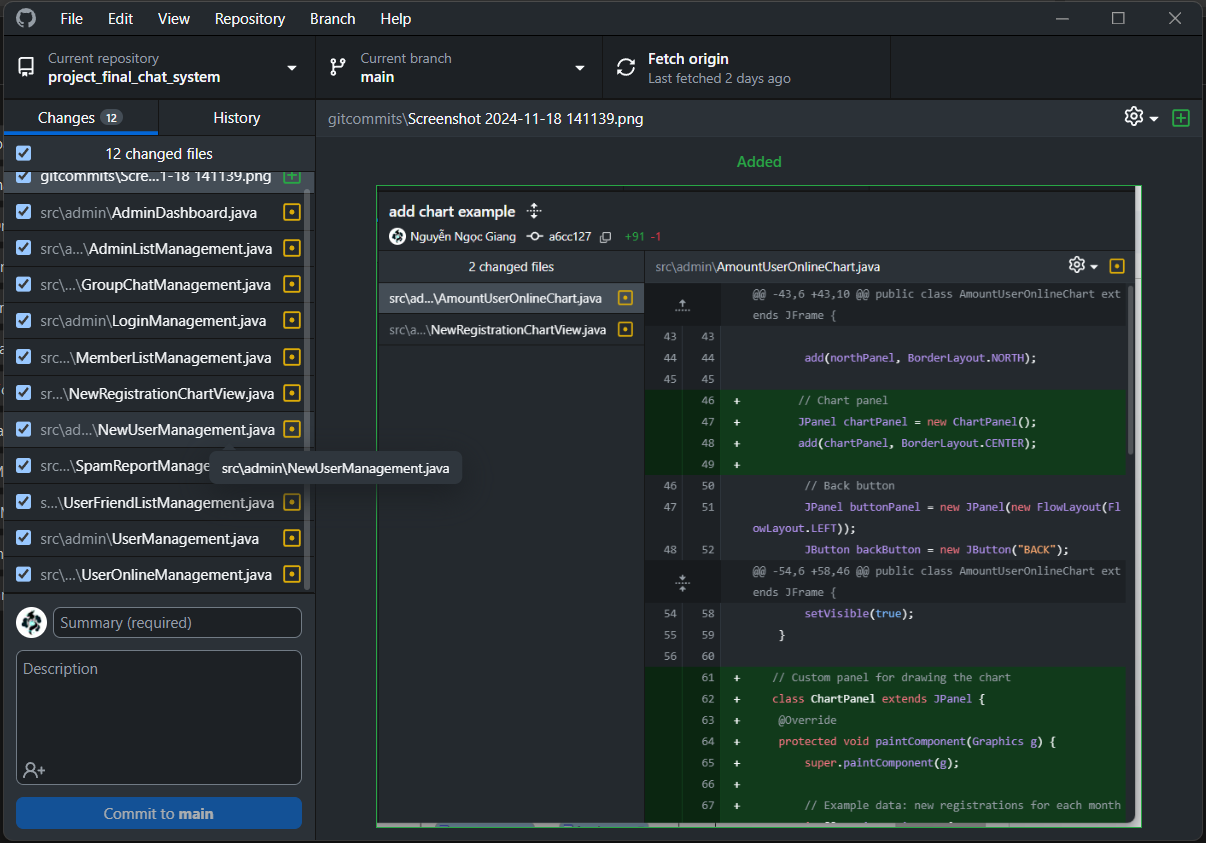 File Edit View Repository Branch Help
Current repository
project_final_chat_system
Current branch
main
Fetch origin
Last fetched 2 days ago
Changes 12
History
12 changed files
gitcommits\Scre...1-18 141139.png
src\admin\AdminDashboard.java
src\a...\AdminListManagement.java
src\...\GroupChatManagement.java
src\admin\LoginManagement.java
src...\MemberListManagement.java
sr...\NewRegistrationChartView.java
src\ad...\NewUserManagement.java
src...\SpamReportManage
src\admin\NewUserManagement.java
s...\UserFriendListManagement.java
src\admin\UserManagement.java
src\...\UserOnlineManagement.java
Summary (required)
Description
Commit to main
gitcommits\Screenshot 2024-11-18 141139.png
Added
add chart example
Nguyễn Ngọc Giang a6cc127 +91 -1
2 changed files
src\ad...\AmountUserOnlineChart.java
src\a...\NewRegistrationChartView.java
src\admin\AmountUserOnlineChart.java
@@ -43,6 +43,10 @@ public class AmountUserOnlineChart ext
ends JFrame {
43 43
44 44 add(northPanel, BorderLayout.NORTH);
45 45
46 + // Chart panel
47 + JPanel chartPanel = new ChartPanel();
48 + add(chartPanel, BorderLayout.CENTER);
49 +
46 50 // Back button
47 51 JPanel buttonPanel = new JPanel(new FlowLayout(Fl
owLayout.LEFT));
48 52 JButton backButton = new JButton("BACK");
@@ -54,6 +58,46 @@ public class AmountUserOnlineChart ext
ends JFrame {
54 58 setVisible(true);
55 59 }
56 60
61 + // Custom panel for drawing the chart
62 + class ChartPanel extends JPanel {
63 + @Override
64 + protected void paintComponent(Graphics g) {
65 + super.paintComponent(g);
66 +
67 + // Example data: new registrations for each month